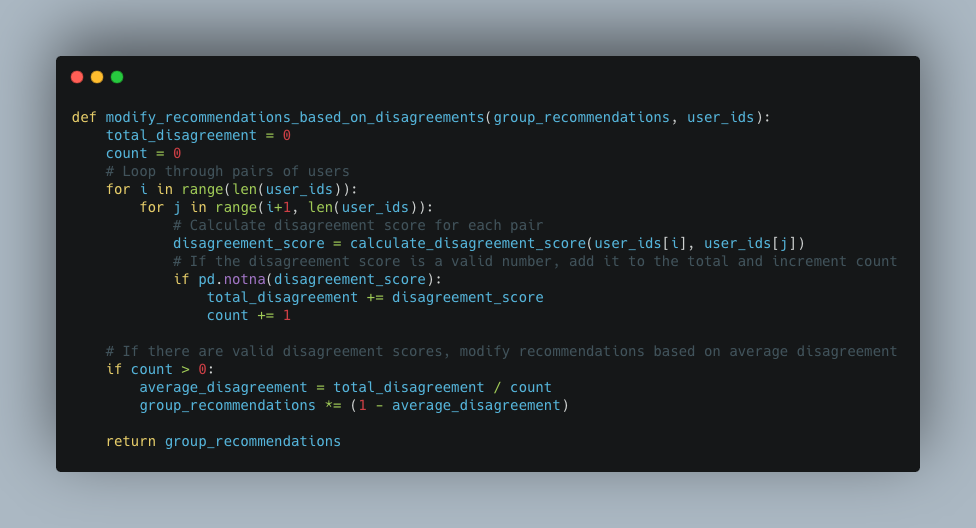 def modify_recommendations_based_on_disagreements(group_recommendations, user_ids):
    total_disagreement = 0
    count = 0
    # Loop through pairs of users
    for i in range(len(user_ids)):
        for j in range(i+1, len(user_ids)):
            # Calculate disagreement score for each pair
            disagreement_score = calculate_disagreement_score(user_ids[i], user_ids[j])
            # If the disagreement score is a valid number, add it to the total and increment count
            if pd.notna(disagreement_score):
                total_disagreement += disagreement_score
                count += 1

    # If there are valid disagreement scores, modify recommendations based on average disagreement
    if count > 0:
        average_disagreement = total_disagreement / count
        group_recommendations *= (1 - average_disagreement)

    return group_recommendations